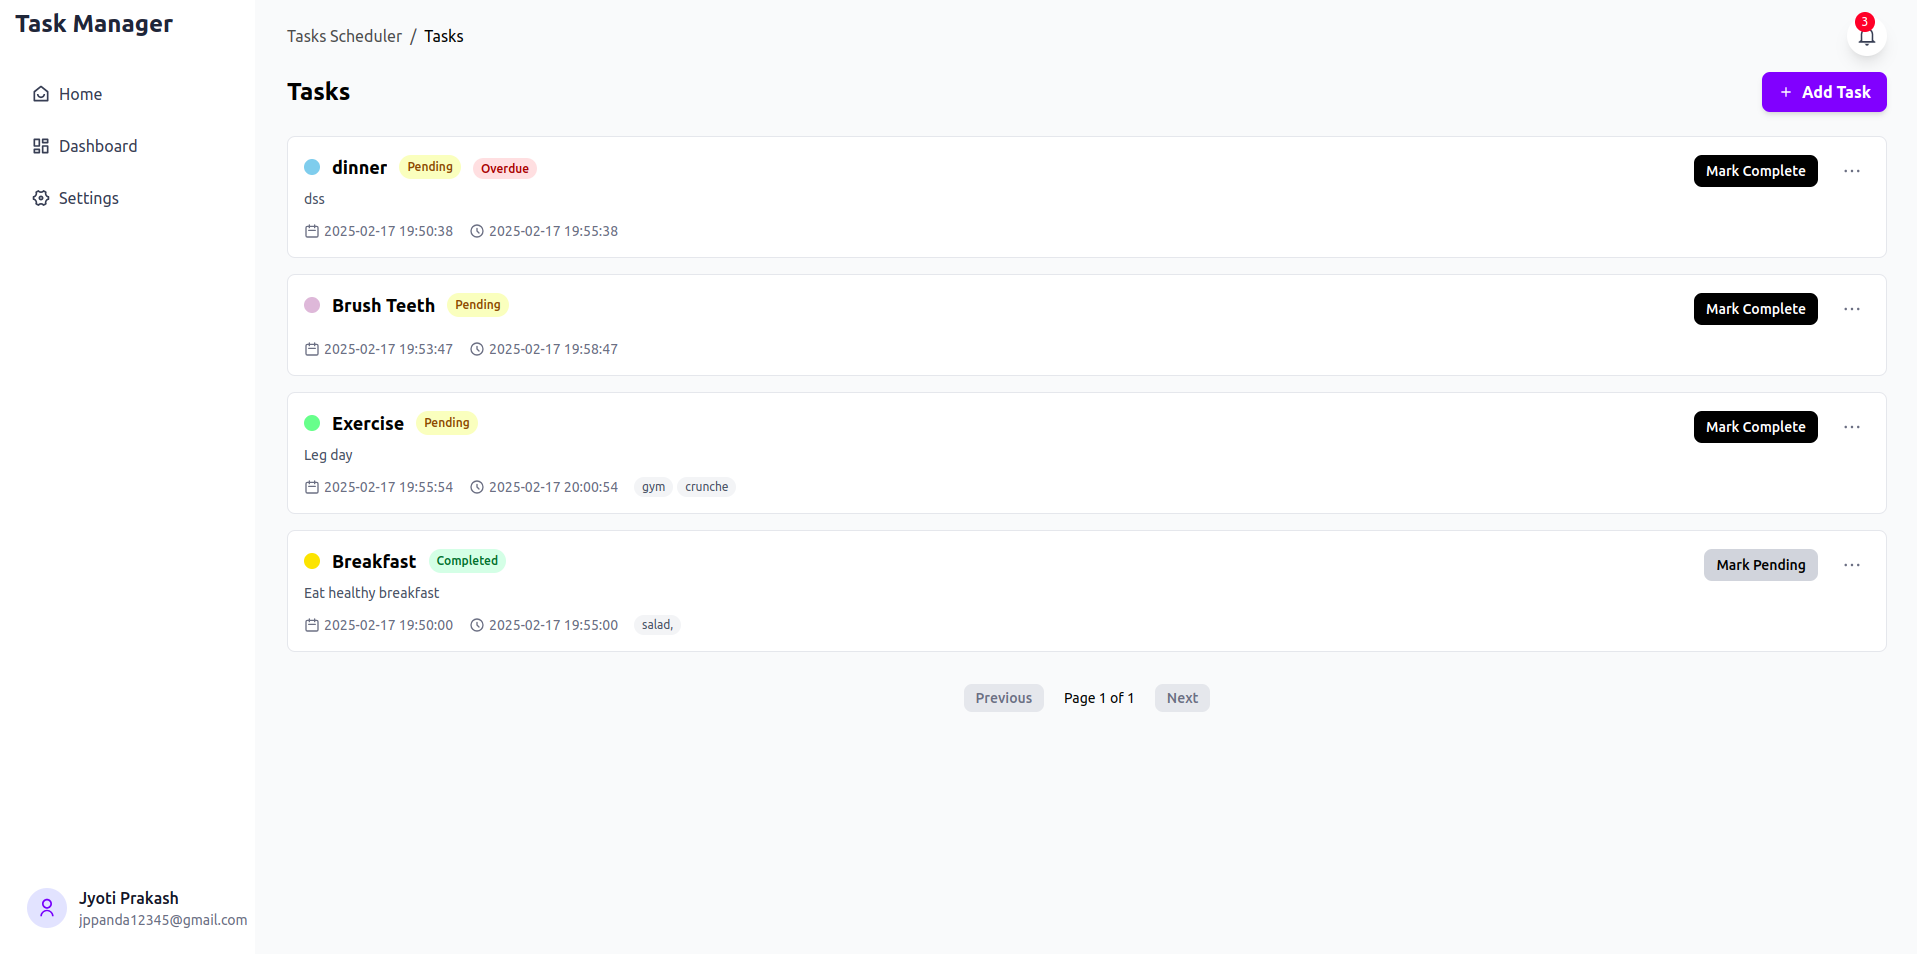 Task Manager
Home
Dashboard
Settings
Jyoti Prakash
jppanda12345@gmail.com
Tasks Scheduler / Tasks
3
Tasks
+ Add Task
dinner Pending Overdue
Mark Complete ...
dss
2025-02-17 19:50:38 2025-02-17 19:55:38
Brush Teeth Pending
Mark Complete ...
2025-02-17 19:53:47 2025-02-17 19:58:47
Exercise Pending
Mark Complete ...
Leg day
2025-02-17 19:55:54 2025-02-17 20:00:54 gym crunche
Breakfast Completed
Mark Pending ...
Eat healthy breakfast
2025-02-17 19:50:00 2025-02-17 19:55:00 salad,
Previous Page 1 of 1 Next